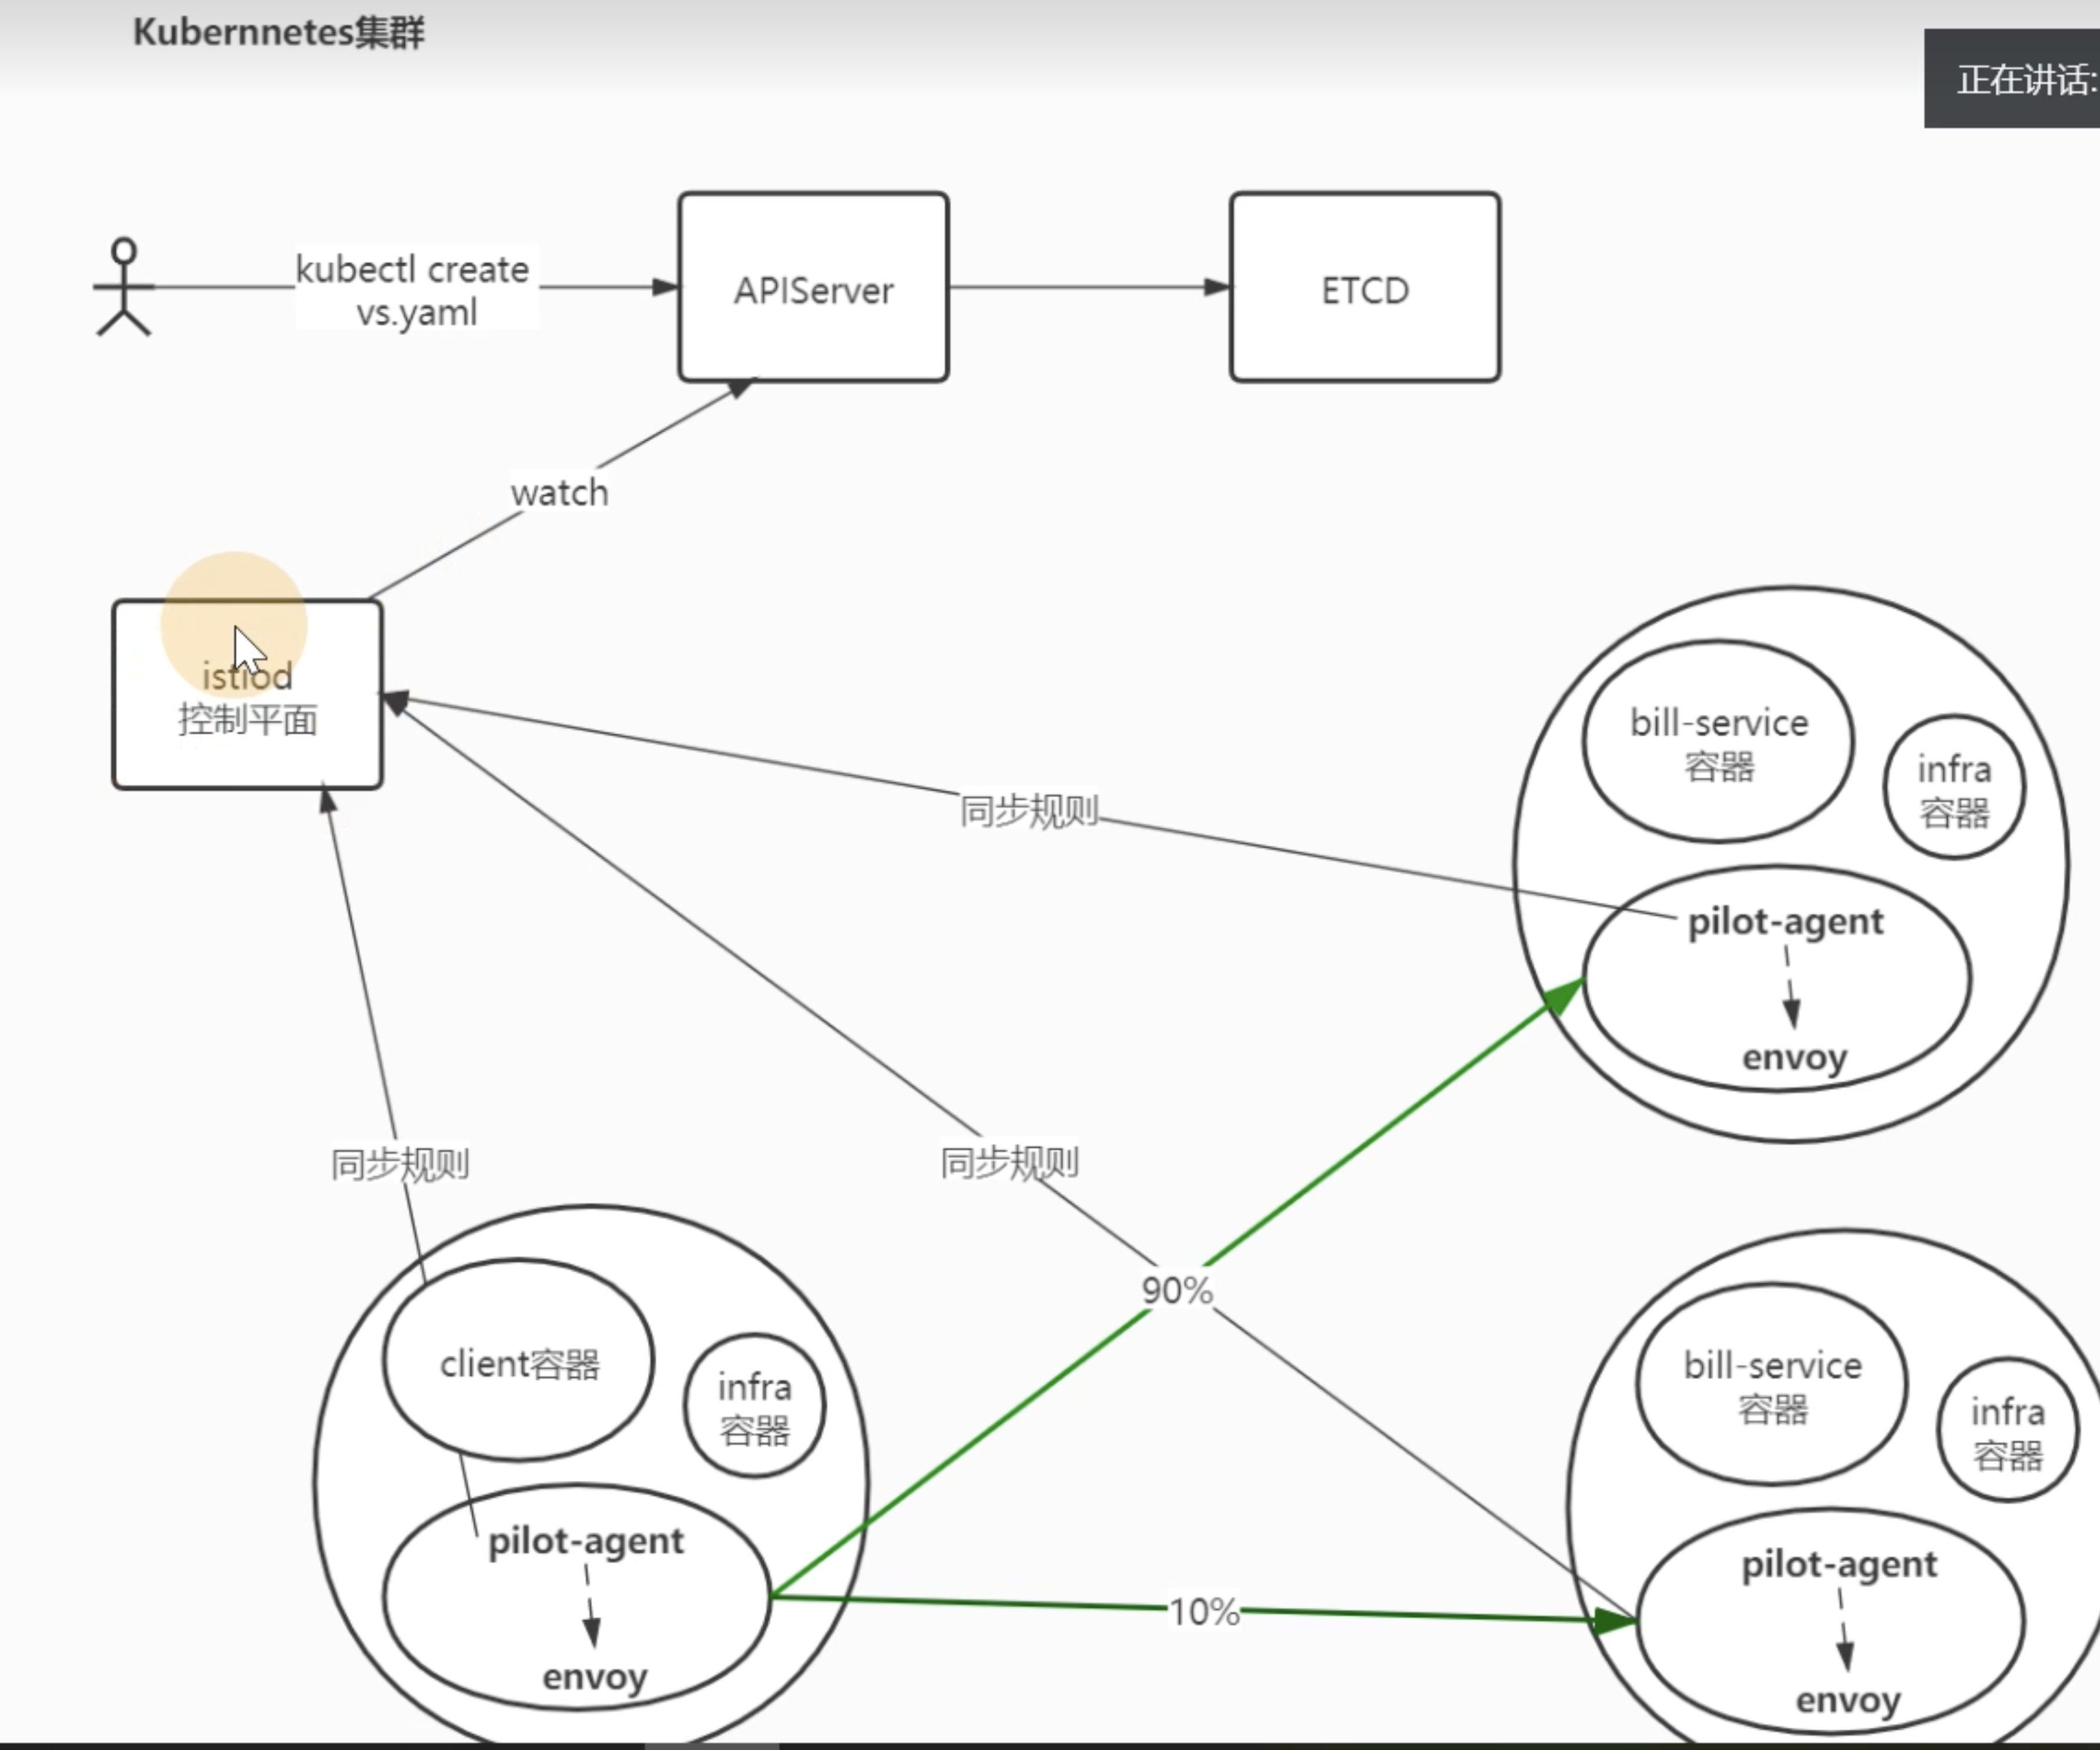 Kubernnetes集群
正在讲话:
kubectl create
vs.yaml
APIServer
ETCD
watch
istiod
控制平面
bill-service
容器
infra
容器
同步规则
pilot-agent
envoy
同步规则
同步规则
90%
client容器
infra
容器
bill-service
容器
infra
容器
pilot-agent
envoy
10%
pilot-agent
envoy